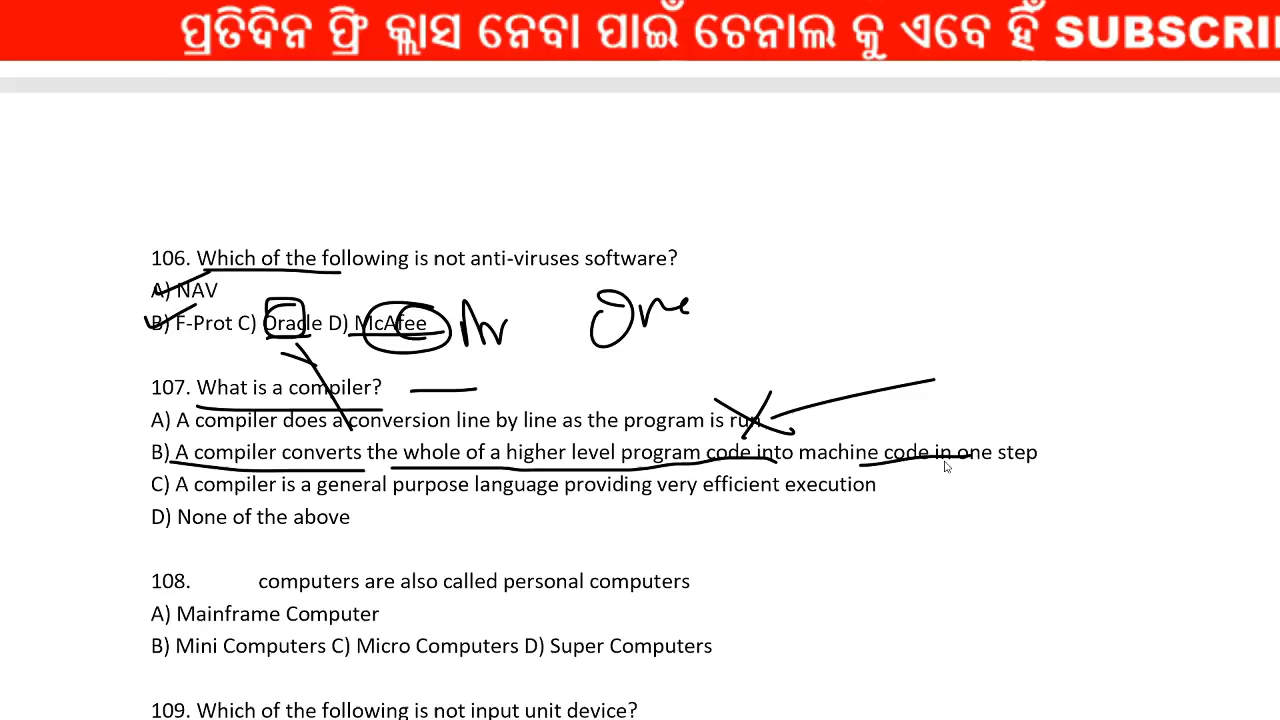 ପ୍ରତିଦିନ ଫ୍ରି କ୍ଲାସ ନେବା ପାଇଁ ଚେନାଲ କୁ ଏବେ ହିଁ SUBSCRI
106. Which of the following is not anti-viruses software?
A) NAV
B) F-Prot C) Oracle D) McAfee
107. What is a compiler?
A) A compiler does a conversion line by line as the program is run
B) A compiler converts the whole of a higher level program code into machine code in one step
C) A compiler is a general purpose language providing very efficient execution
D) None of the above
108. computers are also called personal computers
A) Mainframe Computer
B) Mini Computers C) Micro Computers D) Super Computers
109. Which of the following is not input unit device?